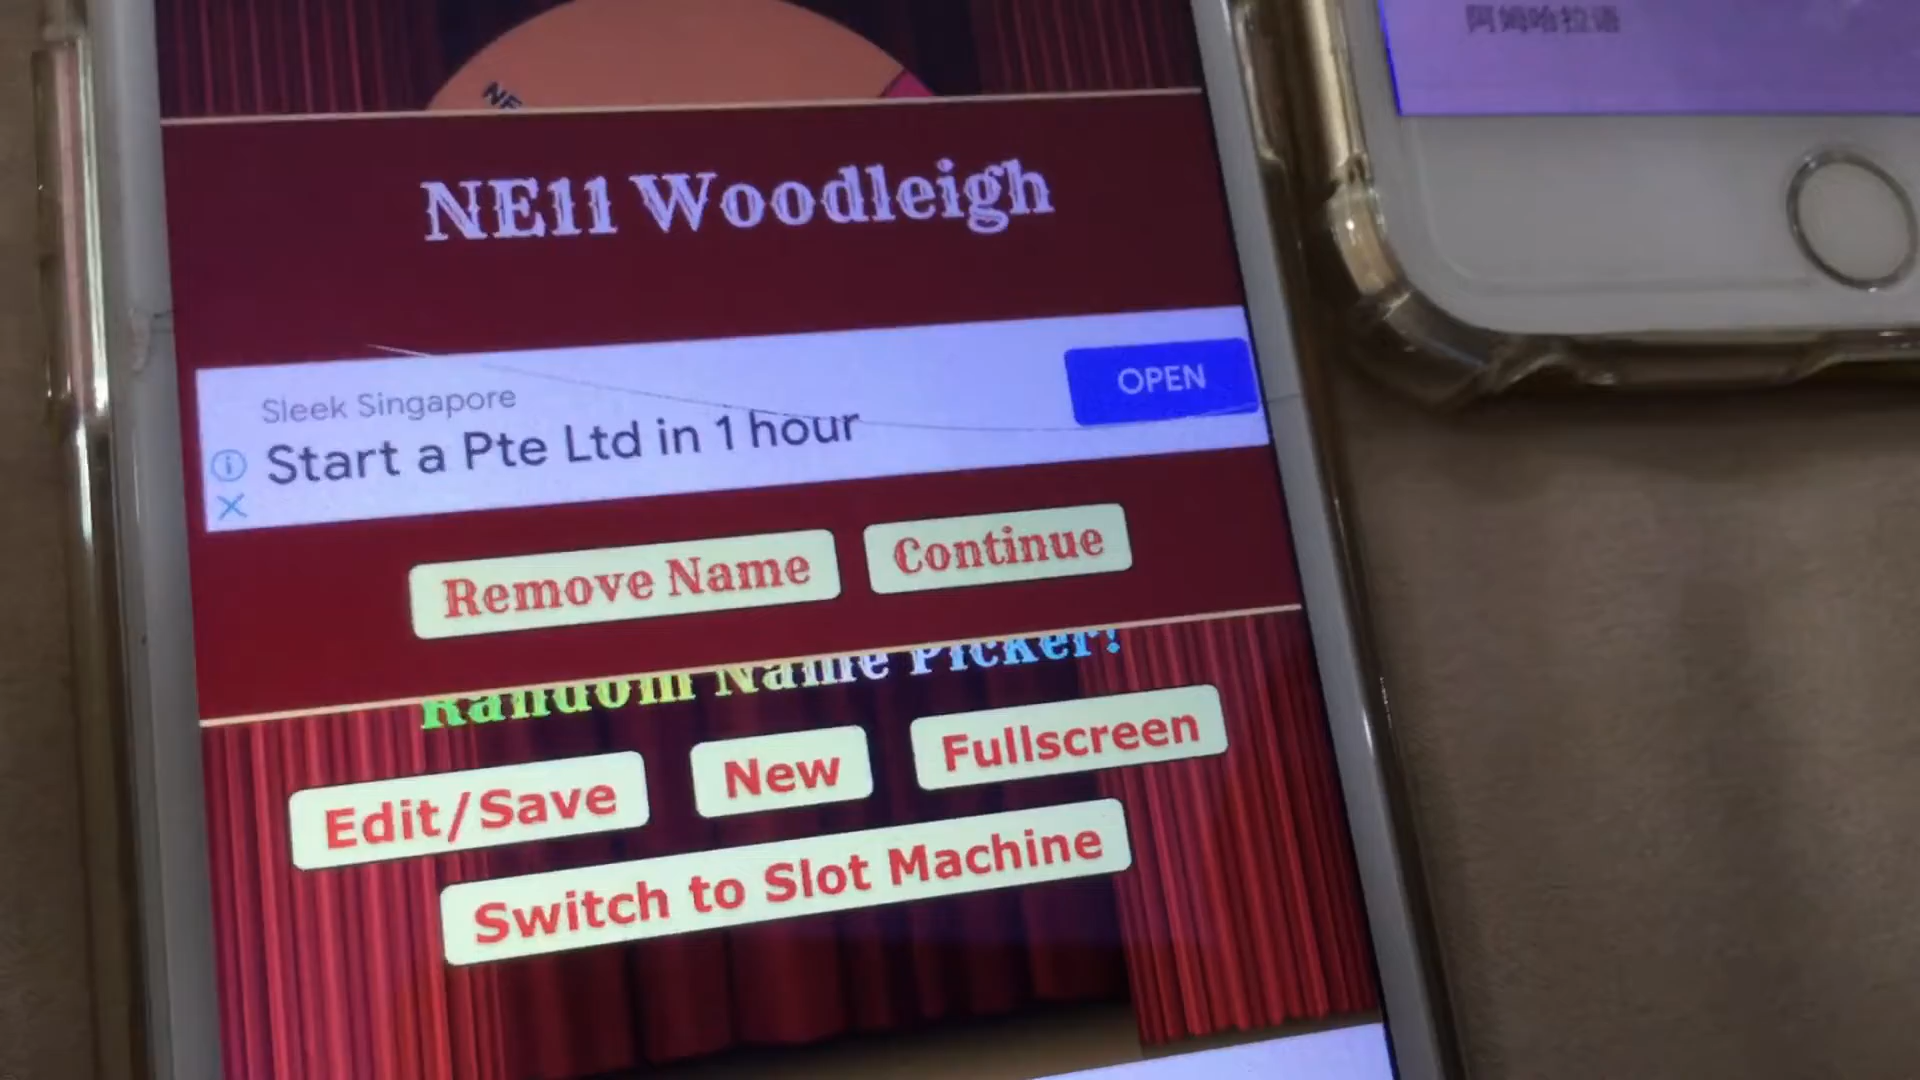 阿姆哈拉语
NE
NE11 Woodleigh
Sleek Singapore
Start a Pte Ltd in 1 hour
OPEN
Remove Name
Continue
Random Name Picker!
Edit/Save
New
Fullscreen
Switch to Slot Machine